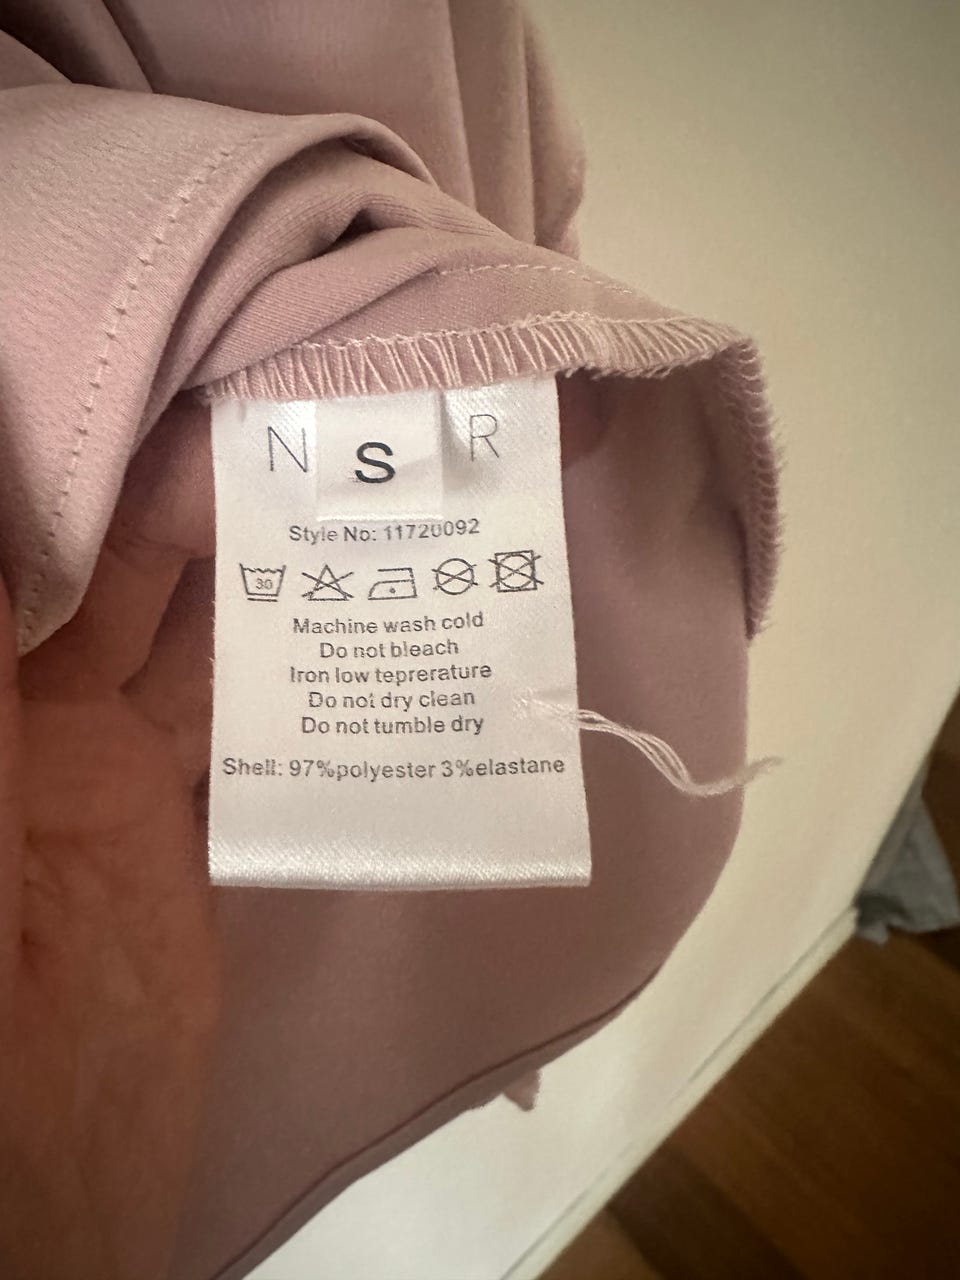 N S R
Style No: 11720092
30
Machine wash cold
Do not bleach
Iron low teprerature
Do not dry clean
Do not tumble dry
Shell: 97%polyester 3%elastane